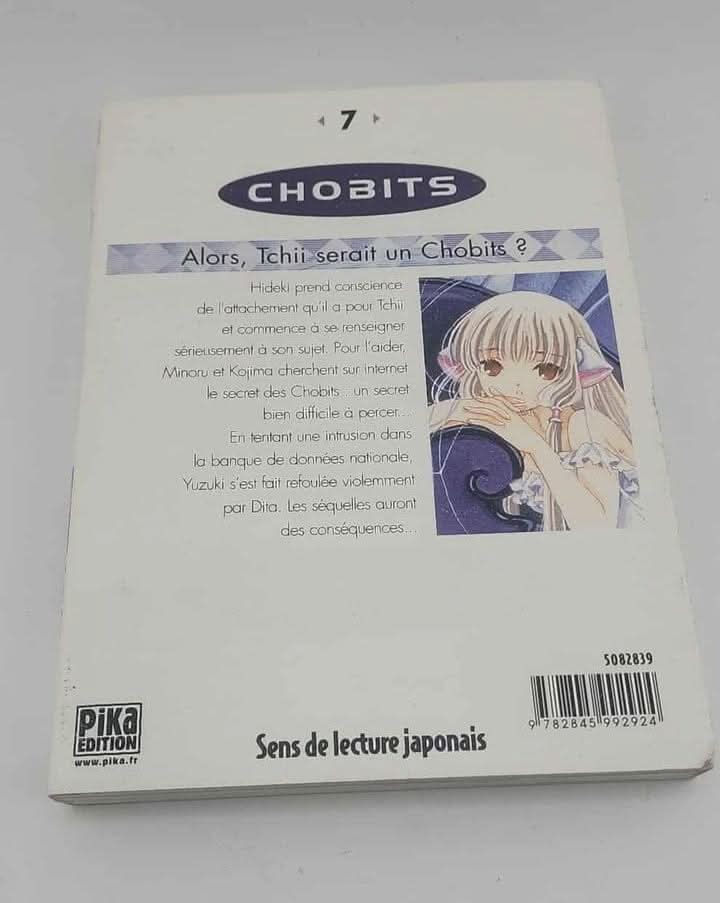 7
CHOBITS
Alors, Tchii serait un Chobits ?
Hideki prend conscience
de l'attachement qu'il a pour Tchii
et commence à se renseigner
sérieusement à son sujet. Pour l'aider,
Minoru et Kojima cherchent sur internet
le secret des Chobits... un secret
bien difficile à percer...
En tentant une intrusion dans
la banque de données nationale,
Yuzuki s'est fait refoulée violemment
par Dita. Les séquelles auront
des conséquences...
5082839
9 782845 992924
PiKa
EDITION
www.pika.fr
Sens de lecture japonais